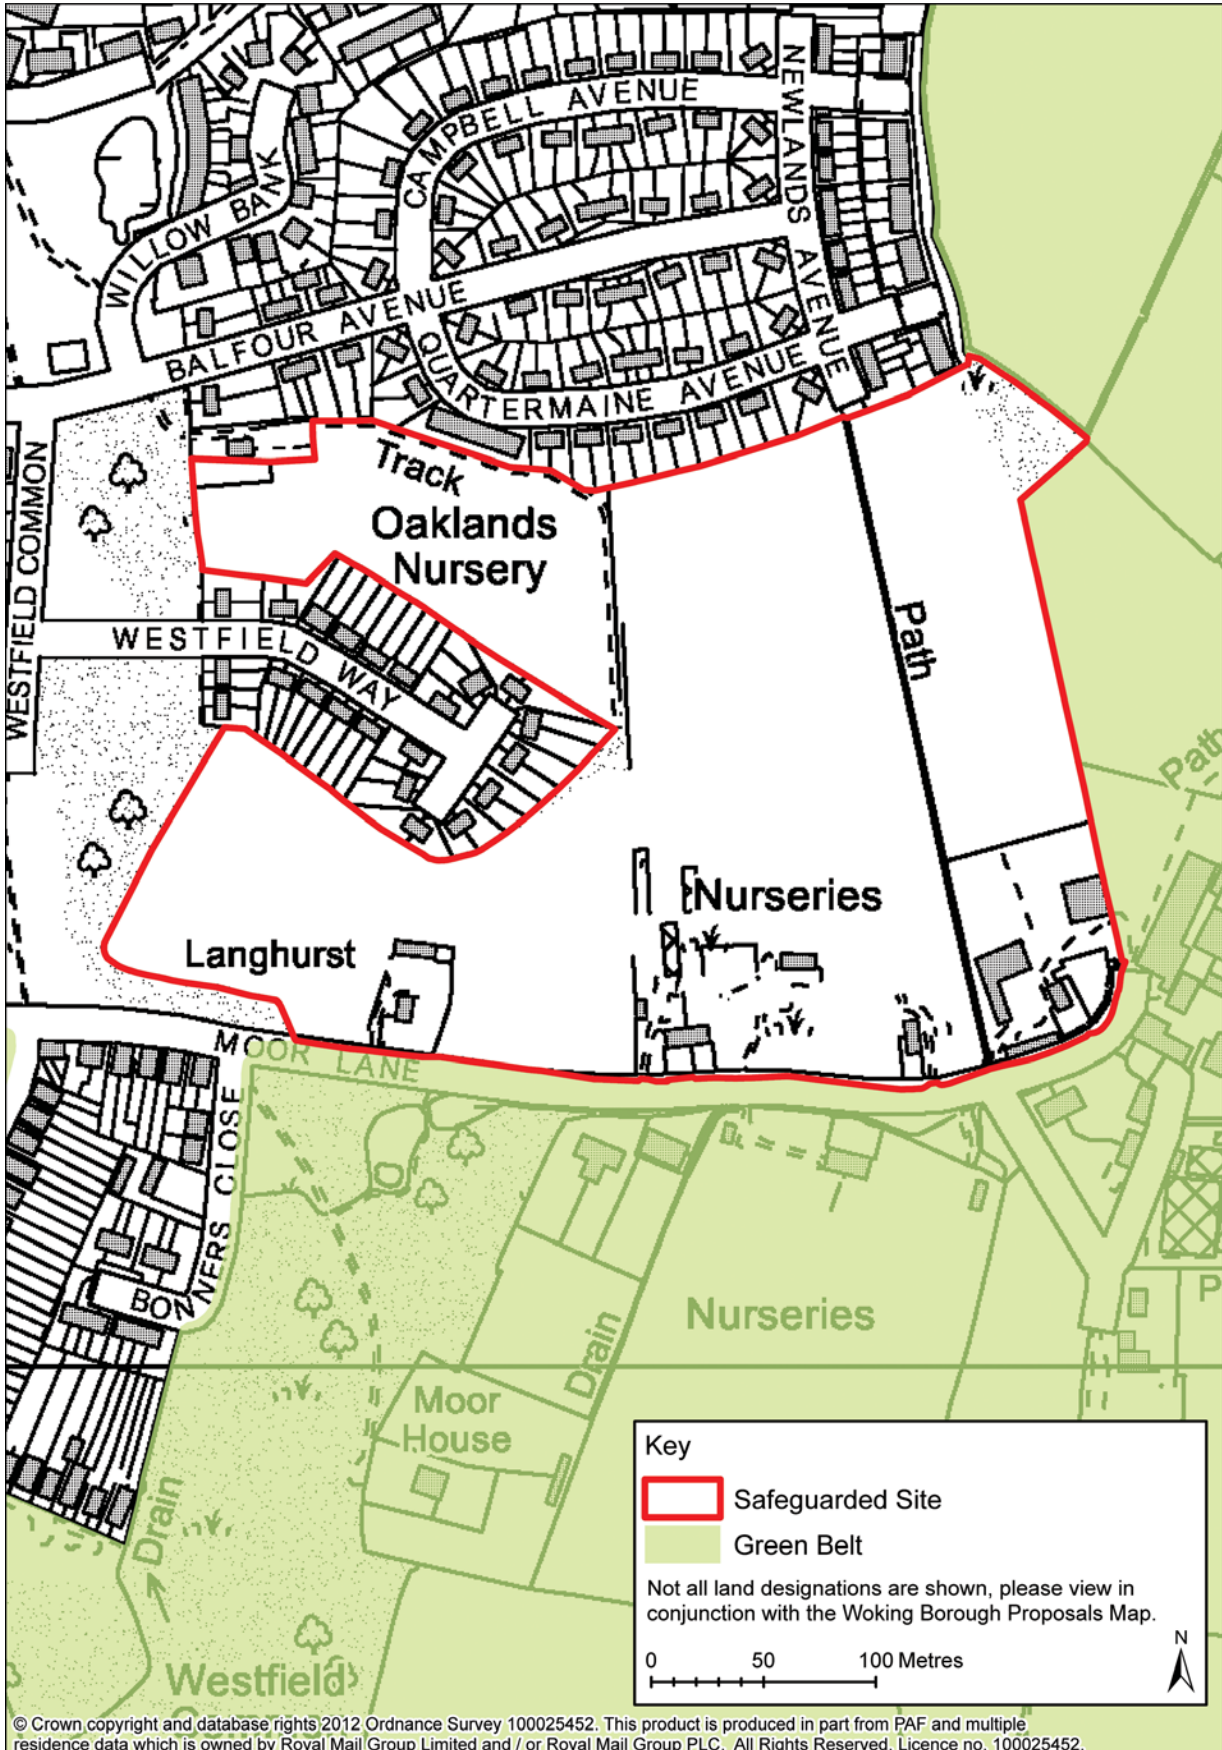 CAMPBELL AVENUE
NEWLANDS AVENUE
WILLOW BANK
BALFOUR AVENUE
QUARTERMAINE AVENUE
WESTFIELD COMMON
Track
Oaklands
Nursery
Path
WESTFIELD WAY
Path
Nurseries
Langhurst
MOOR LANE
BONNERS CLOSE
Nurseries
Drain
Moor
House
Drain
Westfield
P
Key
Safeguarded Site
Green Belt
Not all land designations are shown, please view in
conjunction with the Woking Borough Proposals Map.
0 50 100 Metres
N
© Crown copyright and database rights 2012 Ordnance Survey 100025452. This product is produced in part from PAF and multiple
residence data which is owned by Royal Mail Group Limited and / or Royal Mail Group PLC. All Rights Reserved. Licence no. 100025452.